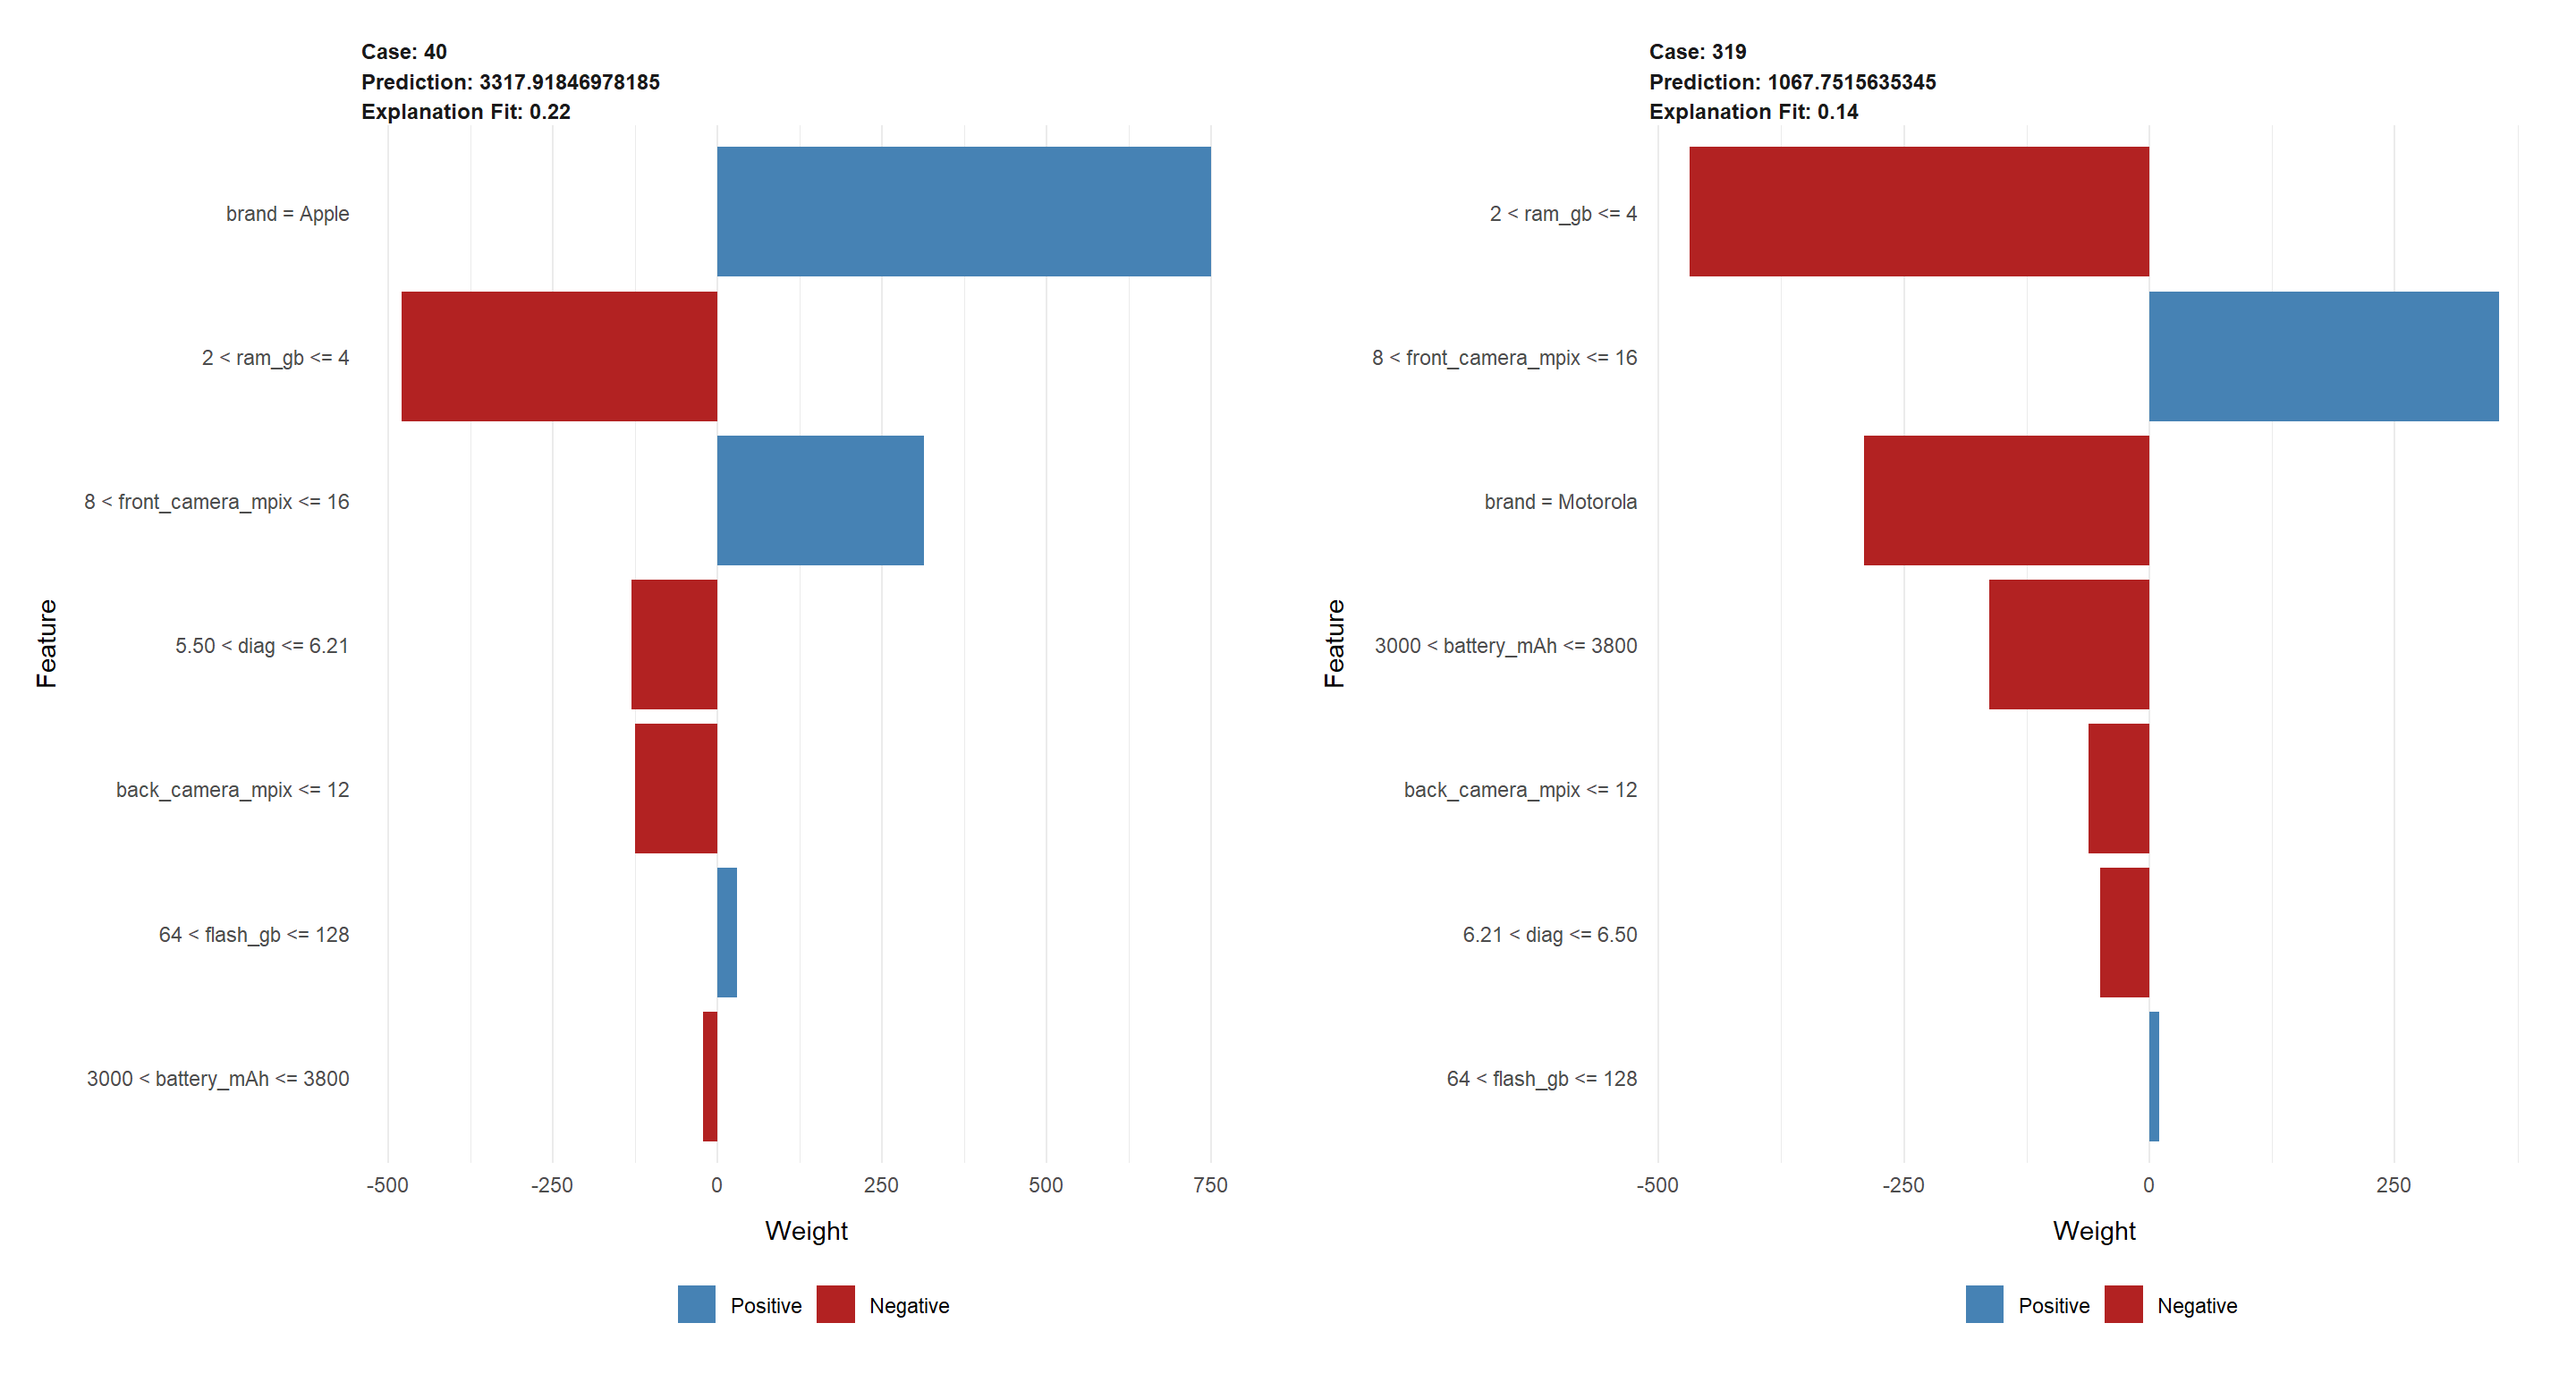 Case: 40
Prediction: 3317.91846978185
Explanation Fit: 0.22
Feature
brand = Apple
2 < ram_gb <= 4
8 < front_camera_mpix <= 16
5.50 < diag <= 6.21
back_camera_mpix <= 12
64 < flash_gb <= 128
3000 < battery_mAh <= 3800
-500
-250
0
250
500
750
Weight
Positive
Negative
Case: 319
Prediction: 1067.7515635345
Explanation Fit: 0.14
Feature
2 < ram_gb <= 4
8 < front_camera_mpix <= 16
brand = Motorola
3000 < battery_mAh <= 3800
back_camera_mpix <= 12
6.21 < diag <= 6.50
64 < flash_gb <= 128
-500
-250
0
250
Weight
Positive
Negative